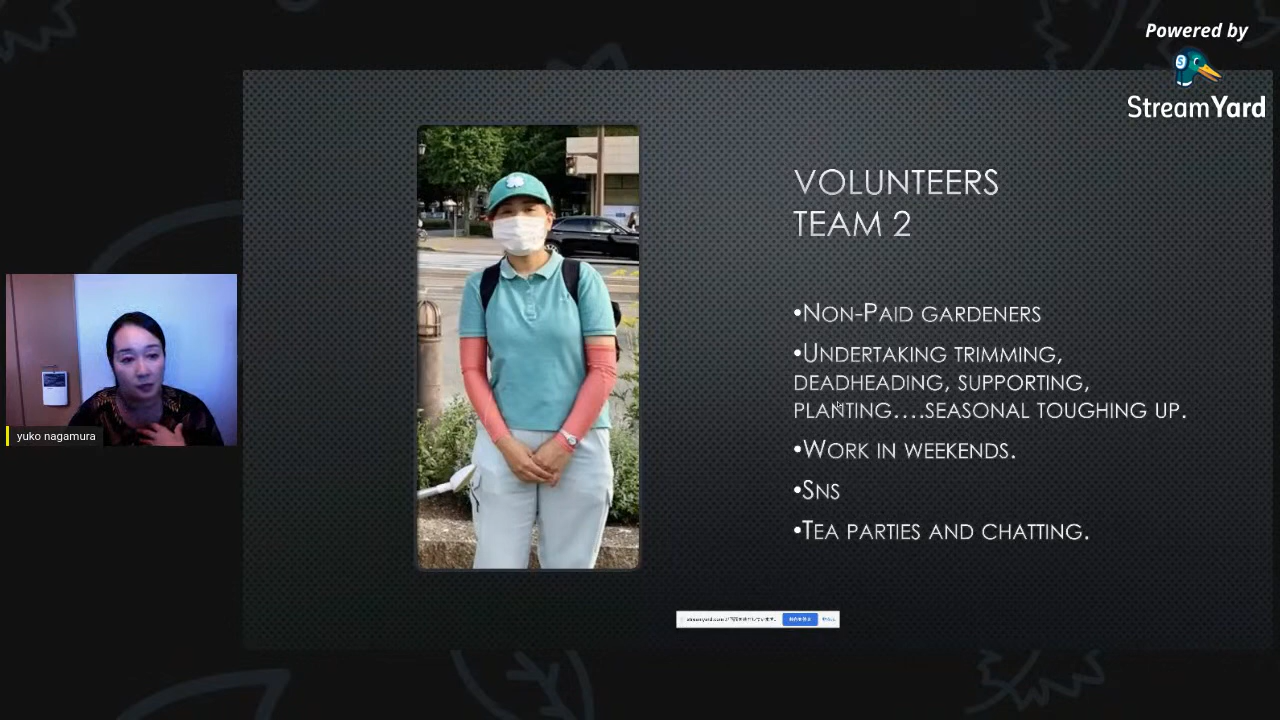 Powered by
StreamYard
VOLUNTEERS
TEAM 2
•NON-PAID GARDENERS
•UNDERTAKING TRIMMING,
DEADHEADING, SUPPORTING,
PLANTING....SEASONAL TOUGHING UP.
•WORK IN WEEKENDS.
•SNS
•TEA PARTIES AND CHATTING.
yuko nagamura